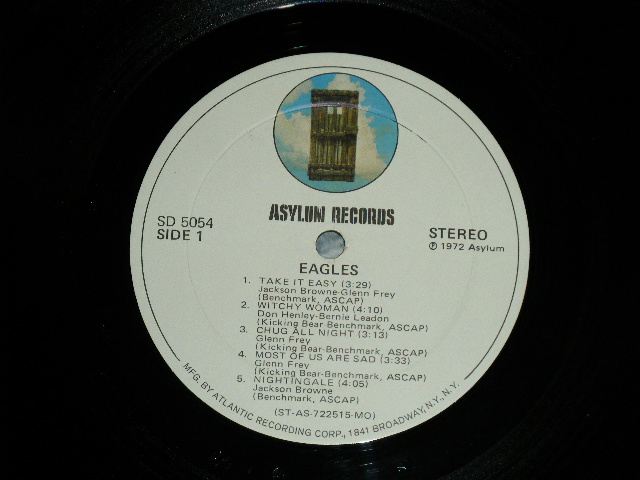 ASYLUM RECORDS
SD 5054
SIDE 1
STEREO
℗ 1972 Asylum
EAGLES
1. TAKE IT EASY (3:29)
Jackson Browne-Glenn Frey
(Benchmark, ASCAP)
2. WITCHY WOMAN (4:10)
Don Henley-Bernie Leadon
(Kicking Bear-Benchmark, ASCAP)
3. CHUG ALL NIGHT (3:13)
Glenn Frey
(Kicking Bear-Benchmark, ASCAP)
4. MOST OF US ARE SAD (3:33)
Glenn Frey
(Kicking Bear-Benchmark, ASCAP)
5. NIGHTINGALE (4:05)
Jackson Browne
(Benchmark, ASCAP)
(ST-AS-722515-MO)
MFG. BY ATLANTIC RECORDING CORP., 1841 BROADWAY, N.Y., N.Y.